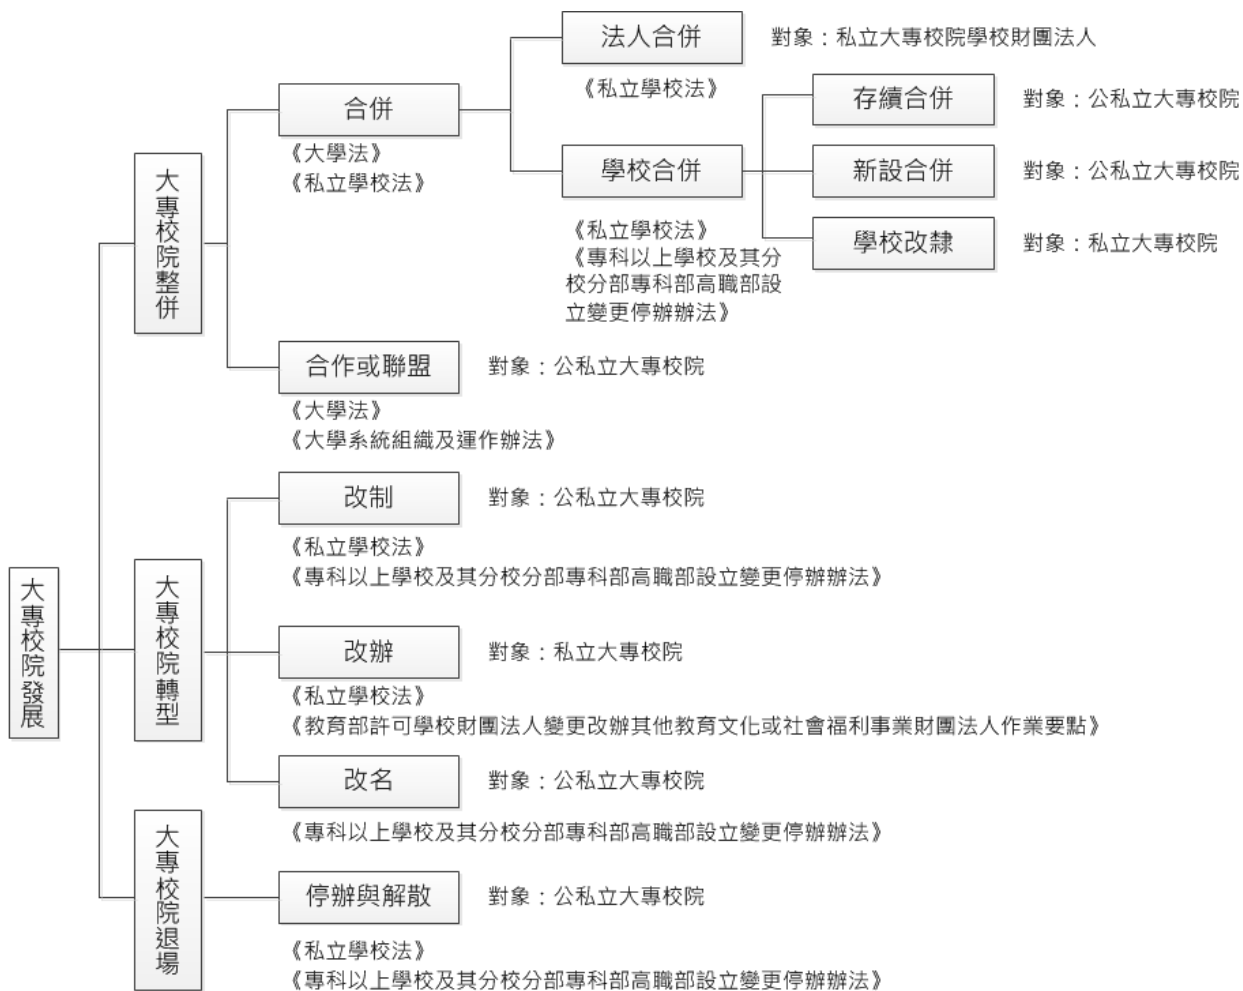 大專校院發展
大專校院整併
合併
《大學法》
《私立學校法》
法人合併
對象：私立大專校院學校財團法人
《私立學校法》
學校合併
《私立學校法》
《專科以上學校及其分
校分部專科部高職部設
立變更停辦辦法》
存續合併
對象：公私立大專校院
新設合併
對象：公私立大專校院
學校改隸
對象：私立大專校院
合作或聯盟
對象：公私立大專校院
《大學法》
《大學系統組織及運作辦法》
大專校院轉型
改制
對象：公私立大專校院
《私立學校法》
《專科以上學校及其分校分部專科部高職部設立變更停辦辦法》
改辦
對象：私立大專校院
《私立學校法》
《教育部許可學校財團法人變更改辦其他教育文化或社會福利事業財團法人作業要點》
改名
對象：公私立大專校院
《專科以上學校及其分校分部專科部高職部設立變更停辦辦法》
大專校院退場
停辦與解散
對象：公私立大專校院
《私立學校法》
《專科以上學校及其分校分部專科部高職部設立變更停辦辦法》